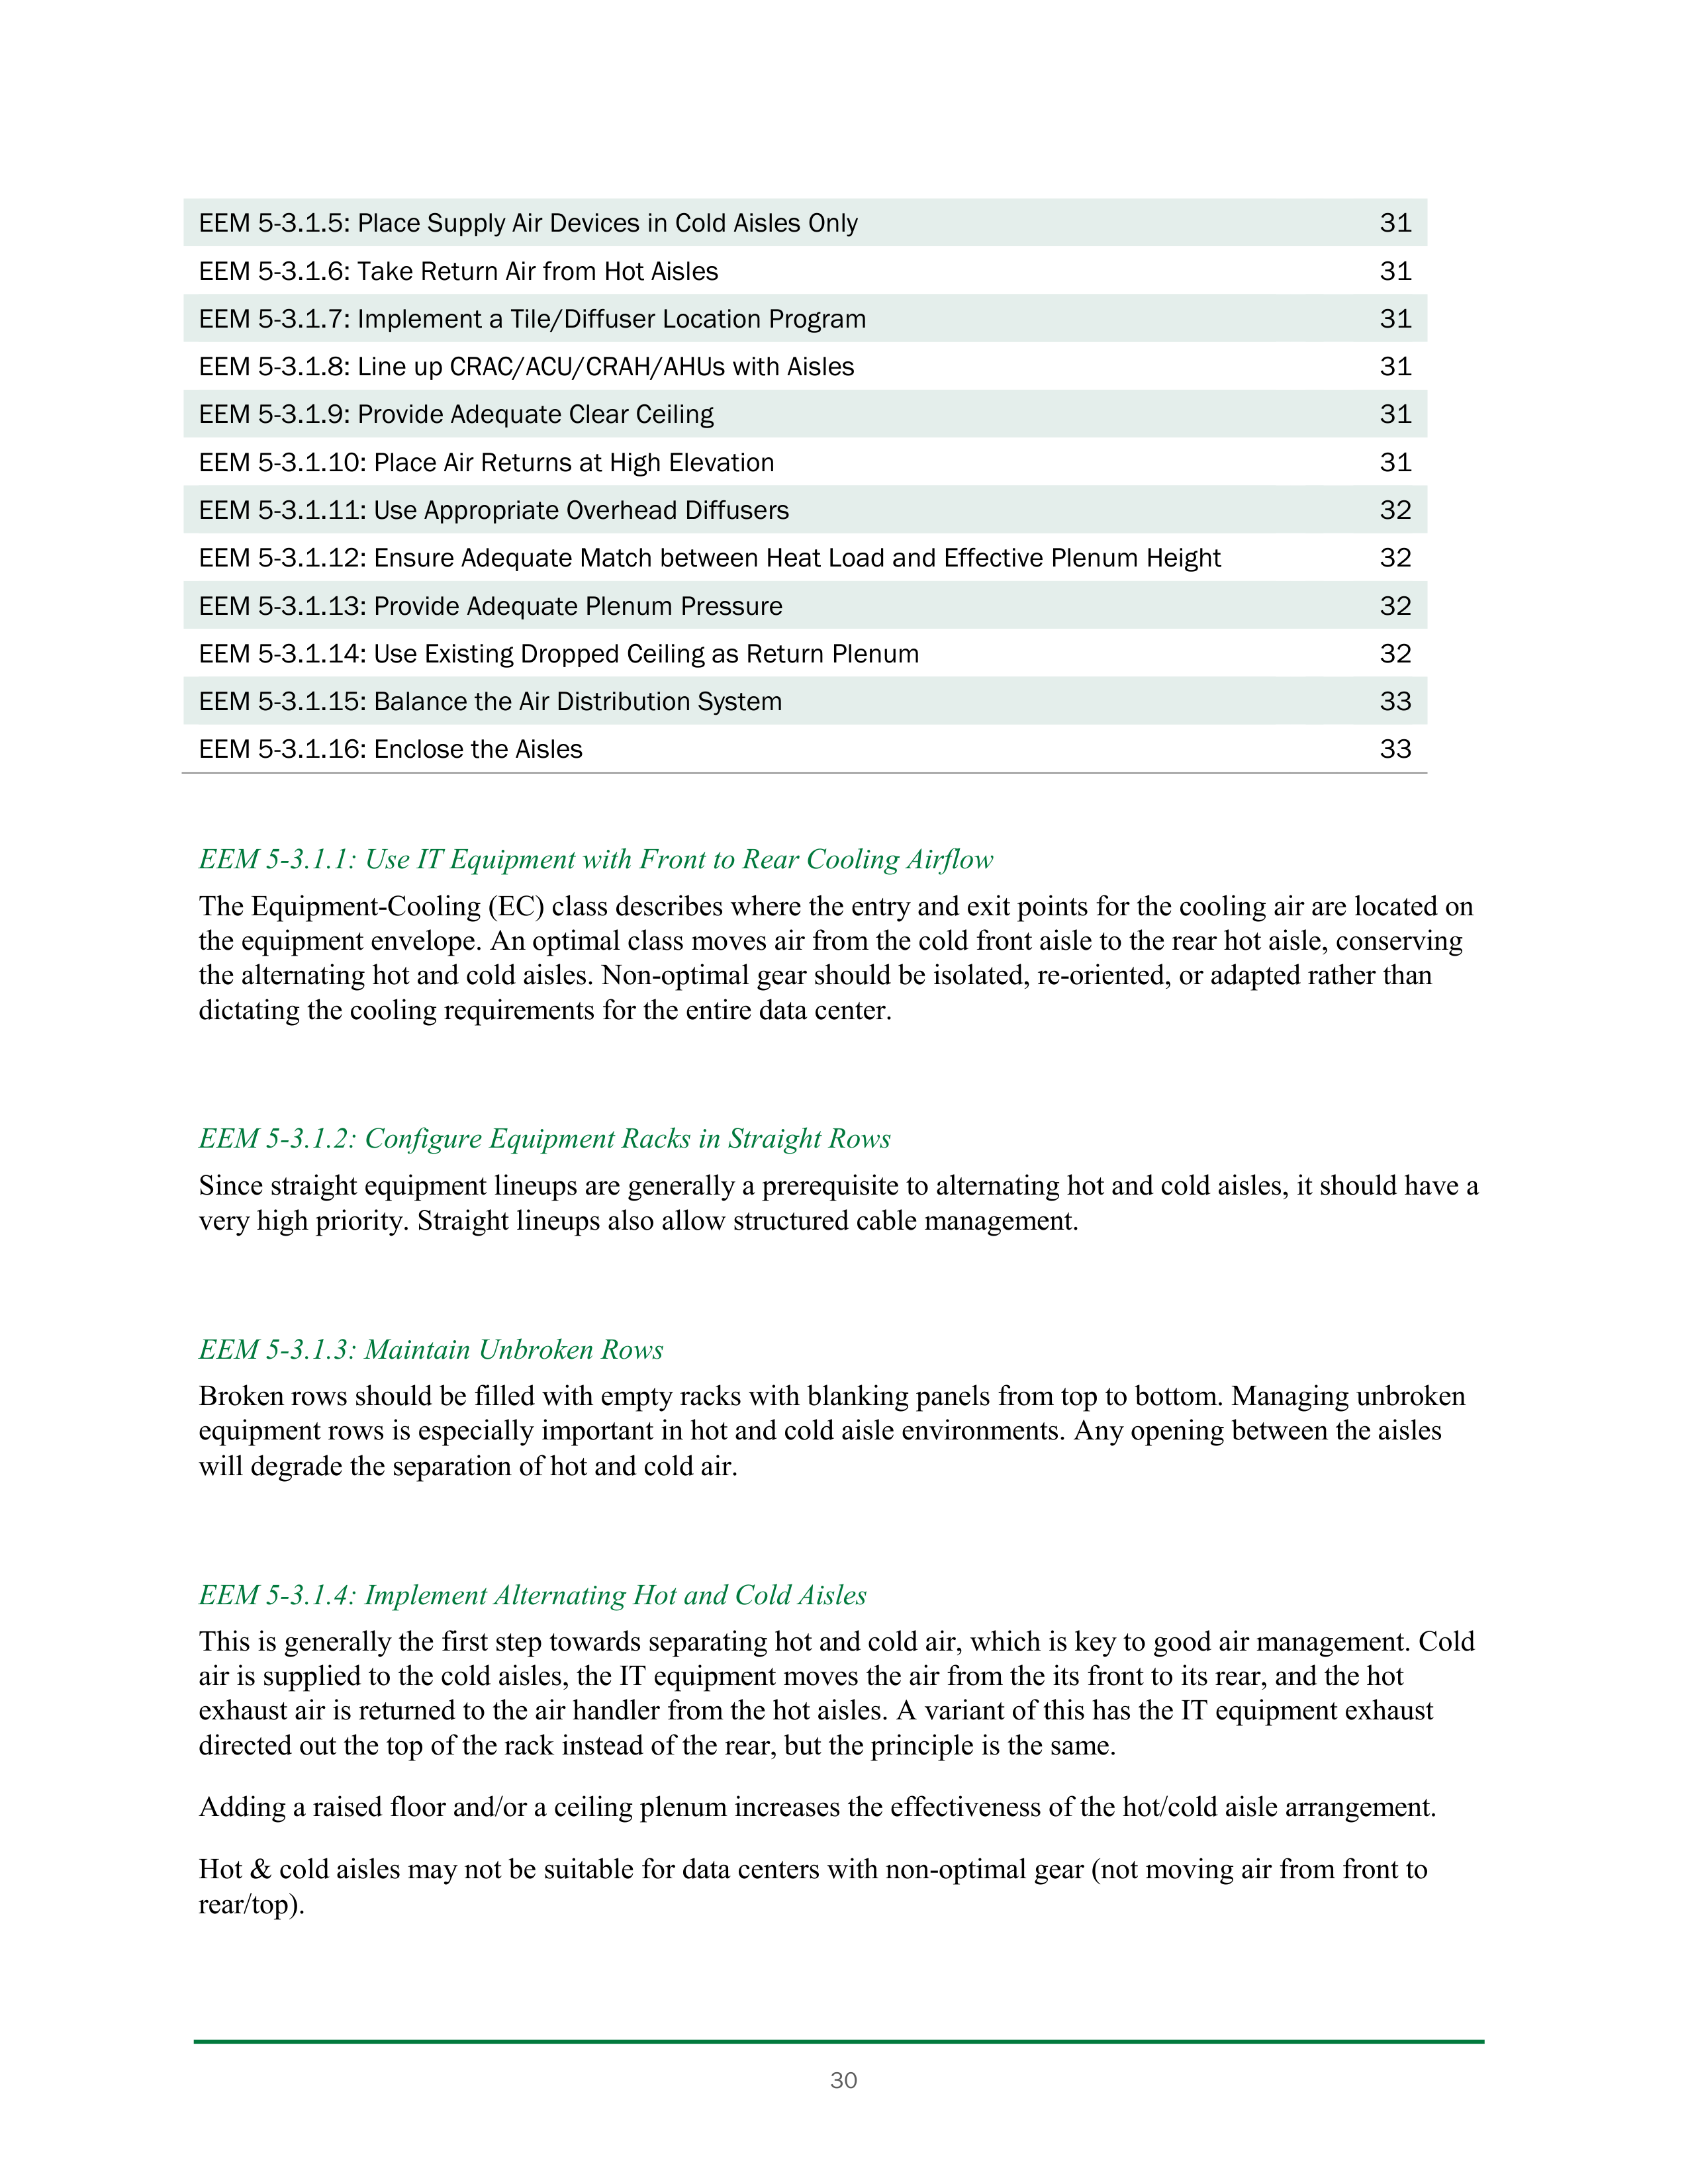 EEM 5-3.1.5: Place Supply Air Devices in Cold Aisles Only 31
EEM 5-3.1.6: Take Return Air from Hot Aisles 31
EEM 5-3.1.7: Implement a Tile/Diffuser Location Program 31
EEM 5-3.1.8: Line up CRAC/ACU/CRAH/AHUs with Aisles 31
EEM 5-3.1.9: Provide Adequate Clear Ceiling 31
EEM 5-3.1.10: Place Air Returns at High Elevation 31
EEM 5-3.1.11: Use Appropriate Overhead Diffusers 32
EEM 5-3.1.12: Ensure Adequate Match between Heat Load and Effective Plenum Height 32
EEM 5-3.1.13: Provide Adequate Plenum Pressure 32
EEM 5-3.1.14: Use Existing Dropped Ceiling as Return Plenum 32
EEM 5-3.1.15: Balance the Air Distribution System 33
EEM 5-3.1.16: Enclose the Aisles 33
EEM 5-3.1.1: Use IT Equipment with Front to Rear Cooling Airflow
The Equipment-Cooling (EC) class describes where the entry and exit points for the cooling air are located on
the equipment envelope. An optimal class moves air from the cold front aisle to the rear hot aisle, conserving
the alternating hot and cold aisles. Non-optimal gear should be isolated, re-oriented, or adapted rather than
dictating the cooling requirements for the entire data center.
EEM 5-3.1.2: Configure Equipment Racks in Straight Rows
Since straight equipment lineups are generally a prerequisite to alternating hot and cold aisles, it should have a
very high priority. Straight lineups also allow structured cable management.
EEM 5-3.1.3: Maintain Unbroken Rows
Broken rows should be filled with empty racks with blanking panels from top to bottom. Managing unbroken
equipment rows is especially important in hot and cold aisle environments. Any opening between the aisles
will degrade the separation of hot and cold air.
EEM 5-3.1.4: Implement Alternating Hot and Cold Aisles
This is generally the first step towards separating hot and cold air, which is key to good air management. Cold
air is supplied to the cold aisles, the IT equipment moves the air from the its front to its rear, and the hot
exhaust air is returned to the air handler from the hot aisles. A variant of this has the IT equipment exhaust
directed out the top of the rack instead of the rear, but the principle is the same.
Adding a raised floor and/or a ceiling plenum increases the effectiveness of the hot/cold aisle arrangement.
Hot & cold aisles may not be suitable for data centers with non-optimal gear (not moving air from front to
rear/top).
30